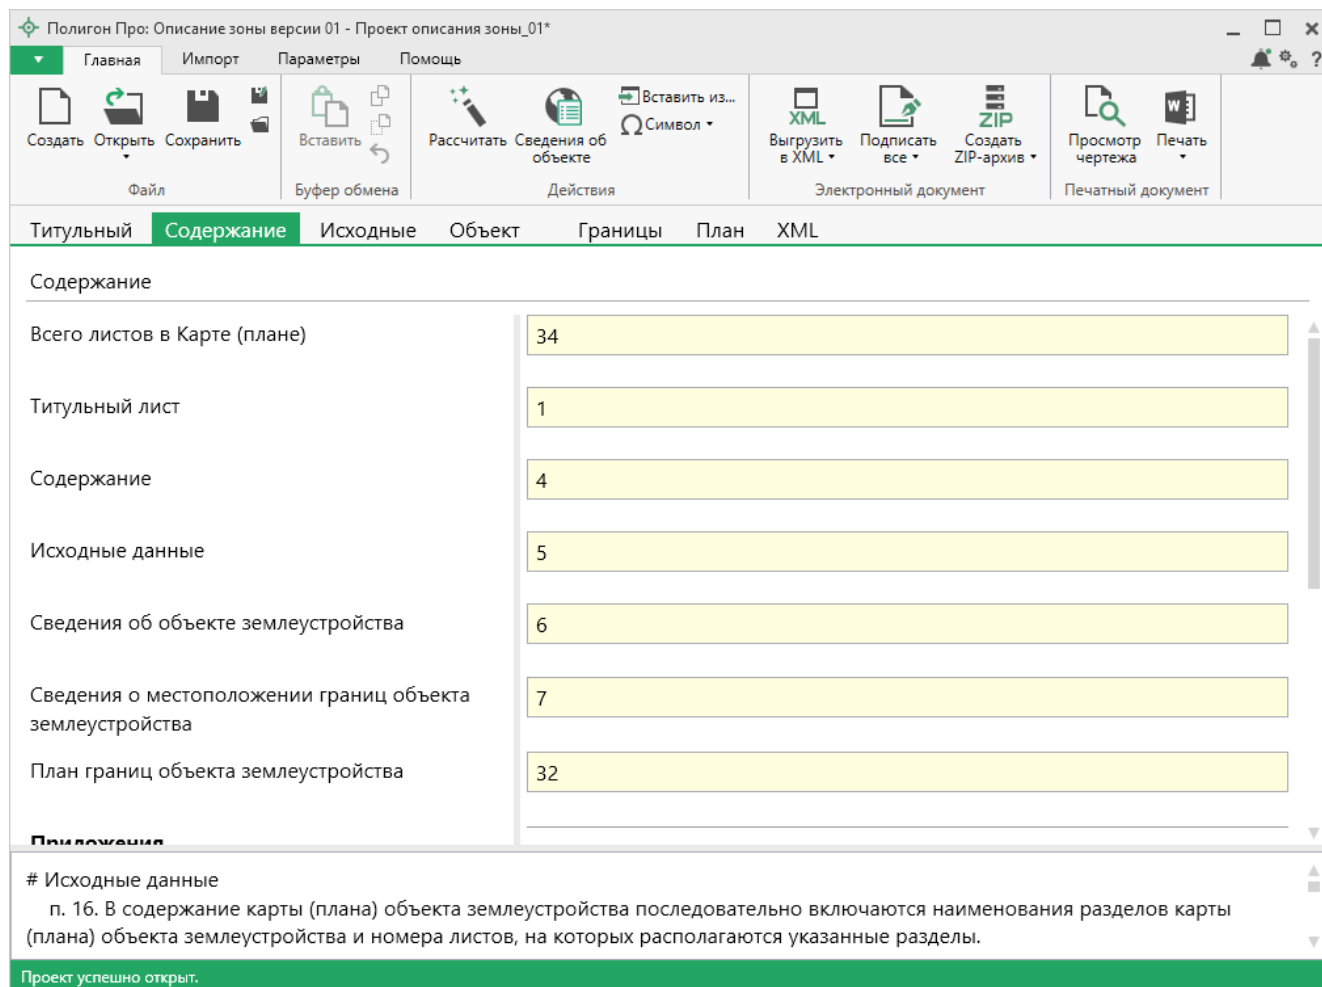 Полигон Про: Описание зоны версии 01 - Проект описания зоны_01*
Главная Импорт Параметры Помощь
?
Создать Открыть Сохранить
Файл
Вставить
Буфер обмена
Рассчитать Сведения об
объекте
Вставить из...
Символ
Действия
XML
Выгрузить
в XML
Подписать
все
ZIP
Создать
ZIP-архив
Электронный документ
Просмотр
чертежа
W
Печать
Печатный документ
Титульный Содержание Исходные Объект Границы План XML
Содержание
Всего листов в Карте (плане) 34
Титульный лист 1
Содержание 4
Исходные данные 5
Сведения об объекте землеустройства 6
Сведения о местоположении границ объекта
землеустройства 7
План границ объекта землеустройства 32
Приложения
# Исходные данные
п. 16. В содержание карты (плана) объекта землеустройства последовательно включаются наименования разделов карты
(плана) объекта землеустройства и номера листов, на которых располагаются указанные разделы.
Проект успешно открыт.